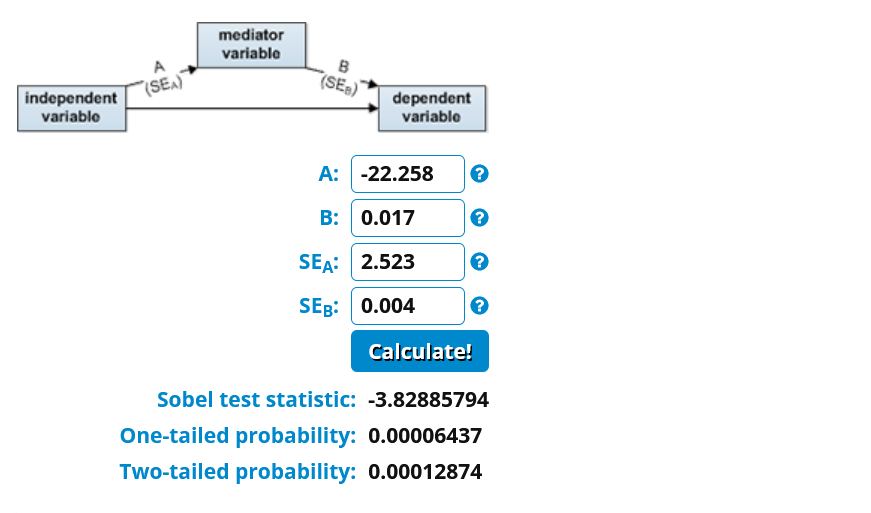 mediator
variable
A
(SEA)
B
(SEB)
independent
variable
dependent
variable
A: -22.258 ?
B: 0.017 ?
SEA: 2.523 ?
SEB: 0.004 ?
Calculate!
Sobel test statistic: -3.82885794
One-tailed probability: 0.00006437
Two-tailed probability: 0.00012874